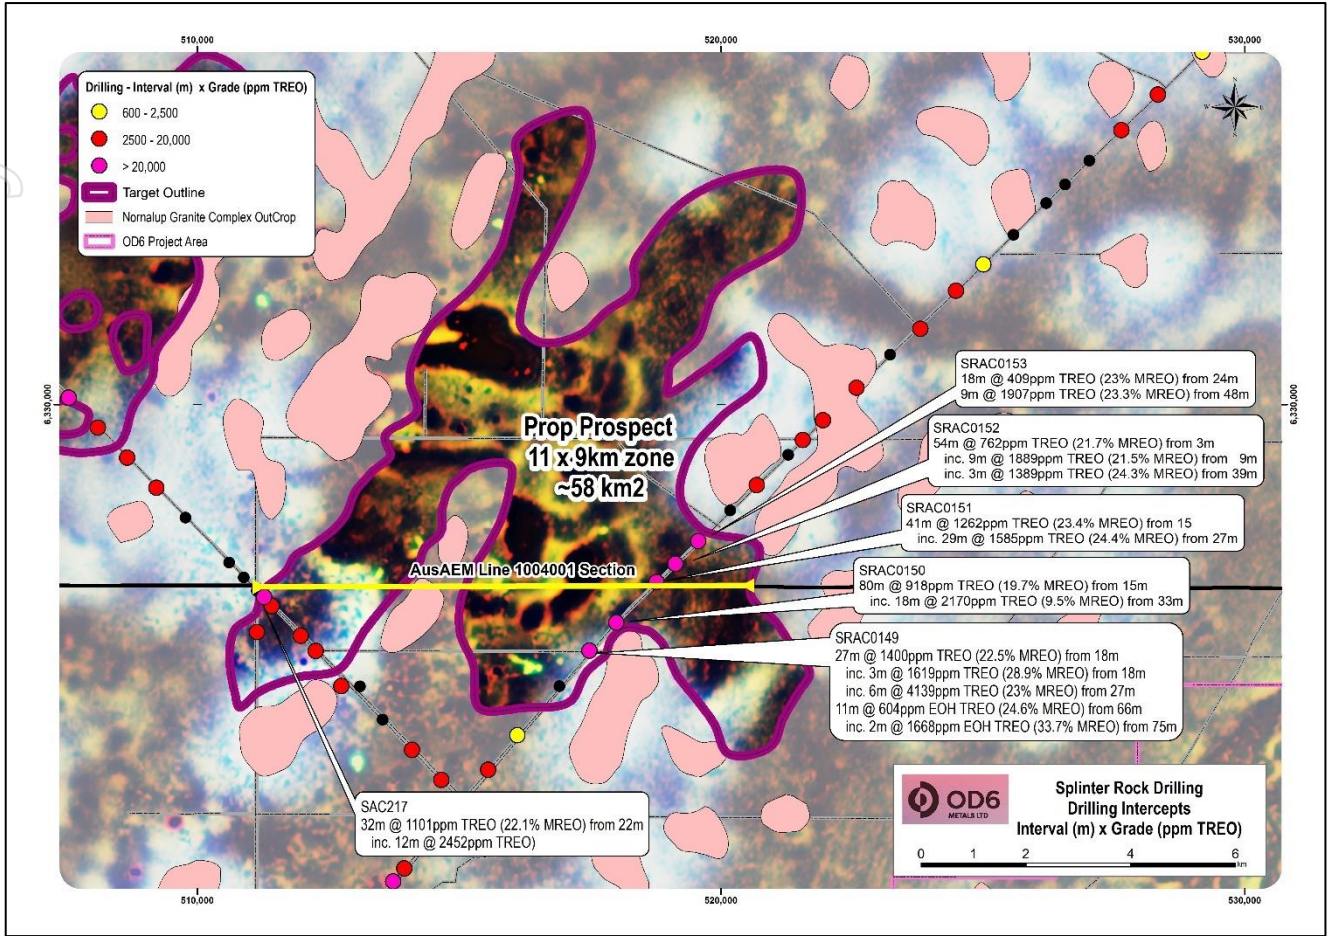 510,000
520,000
530,000
Drilling - Interval (m) x Grade (ppm TREO)
600 - 2,500
2500 - 20,000
> 20,000
Target Outline
Nornalup Granite Complex OutCrop
OD6 Project Area
N
W
E
S
6,330,000
6,330,000
SRAC0153
18m @ 409ppm TREO (23% MREO) from 24m
9m @ 1907ppm TREO (23.3% MREO) from 48m
Prop Prospect
11 x 9km zone
~58 km2
SRAC0152
54m @ 762ppm TREO (21.7% MREO) from 3m
inc. 9m @ 1889ppm TREO (21.5% MREO) from 9m
inc. 3m @ 1389ppm TREO (24.3% MREO) from 39m
SRAC0151
41m @ 1262ppm TREO (23.4% MREO) from 15
inc. 29m @ 1585ppm TREO (24.4% MREO) from 27m
AusAEM Line 1004001 Section
SRAC0150
80m @ 918ppm TREO (19.7% MREO) from 15m
inc. 18m @ 2170ppm TREO (9.5% MREO) from 33m
SRAC0149
27m @ 1400ppm TREO (22.5% MREO) from 18m
inc. 3m @ 1619ppm TREO (28.9% MREO) from 18m
inc. 6m @ 4139ppm TREO (23% MREO) from 27m
11m @ 604ppm EOH TREO (24.6% MREO) from 66m
inc. 2m @ 1668ppm EOH TREO (33.7% MREO) from 75m
SAC217
32m @ 1101ppm TREO (22.1% MREO) from 22m
inc. 12m @ 2452ppm TREO)
OD6
METALS LTD
Splinter Rock Drilling
Drilling Intercepts
Interval (m) x Grade (ppm TREO)
0 1 2 4 6
km
510,000
520,000
530,000